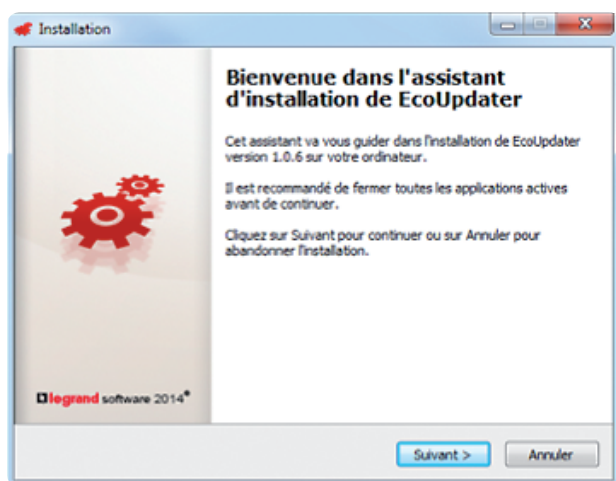 Installation
Bienvenue dans l'assistant
d'installation de EcoUpdater
Cet assistant va vous guider dans l'installation de EcoUpdater
version 1.0.6 sur votre ordinateur.
Il est recommandé de fermer toutes les applications actives
avant de continuer.
Cliquez sur Suivant pour continuer ou sur Annuler pour
abandonner l'installation.
legrand software 2014
Suivant >
Annuler